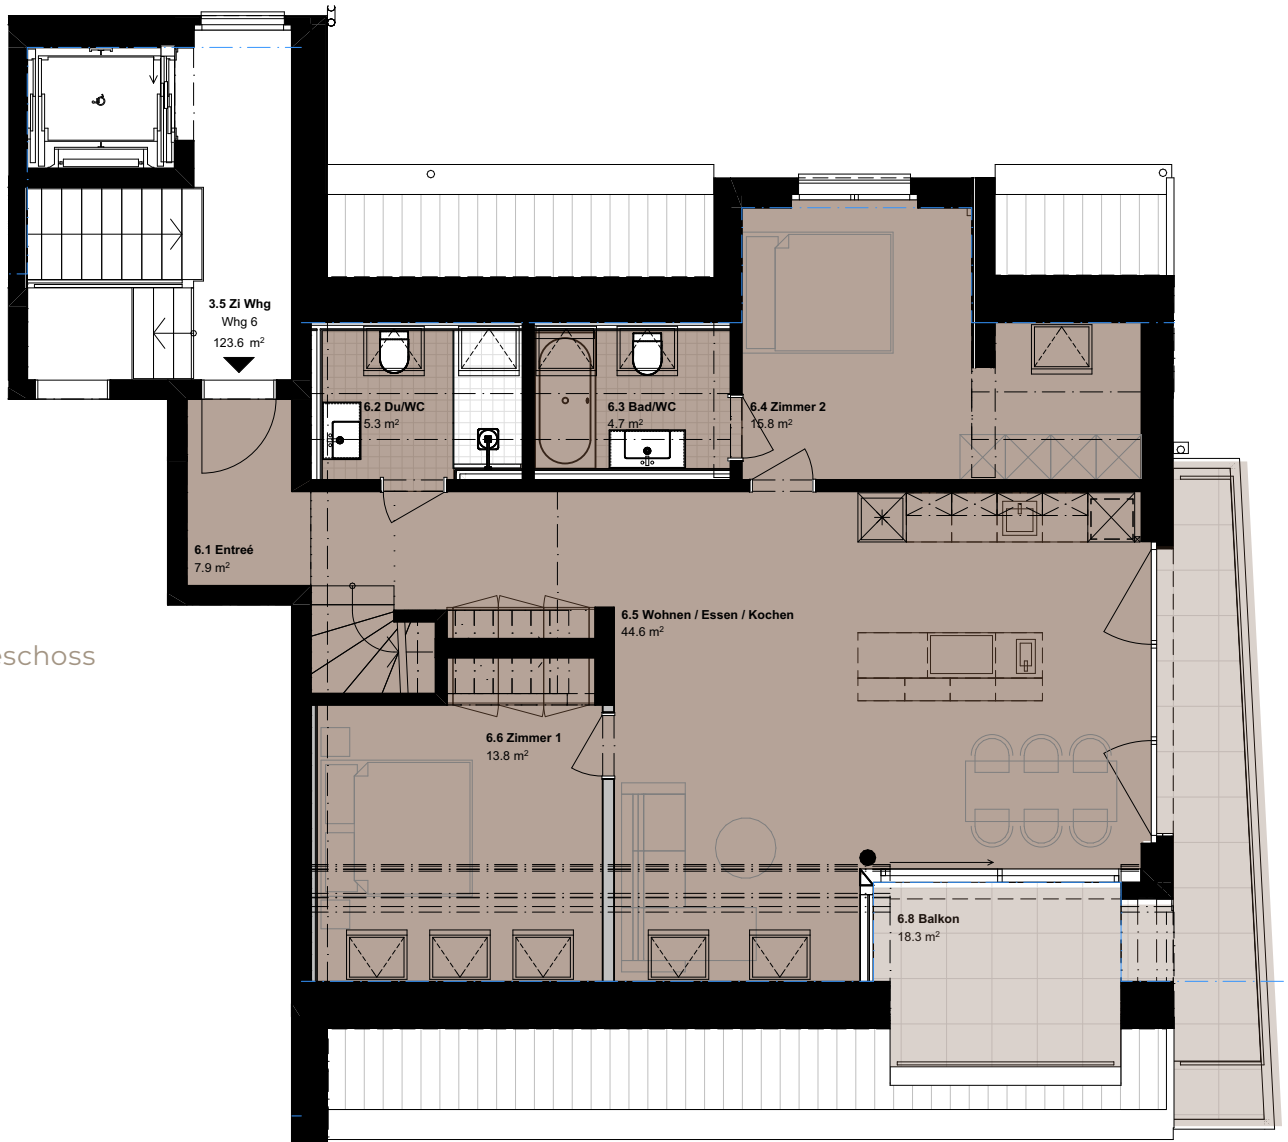 3.5 Zi Whg
Whg 6
123.6 m²
6.2 Du/WC
5.3 m²
6.3 Bad/WC
4.7 m²
6.4 Zimmer 2
15.8 m²
6.1 Entreé
7.9 m²
6.5 Wohnen / Essen / Kochen
44.6 m²
eschoss
6.6 Zimmer 1
13.8 m²
6.8 Balkon
18.3 m²